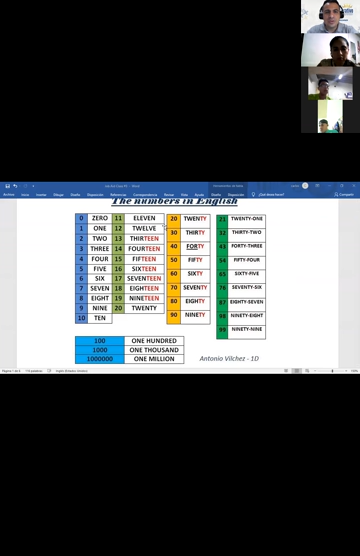 The numbers in English
0 ZERO 11 ELEVEN 20 TWENTY 21 TWENTY-ONE
1 ONE 12 TWELVE 30 THIRTY 32 THIRTY-TWO
2 TWO 13 THIRTEEN 40 FORTY 43 FORTY-THREE
3 THREE 14 FOURTEEN 50 FIFTY 54 FIFTY-FOUR
4 FOUR 15 FIFTEEN 60 SIXTY 65 SIXTY-FIVE
5 FIVE 16 SIXTEEN 70 SEVENTY 76 SEVENTY-SIX
6 SIX 17 SEVENTEEN 80 EIGHTY 87 EIGHTY-SEVEN
7 SEVEN 18 EIGHTEEN 90 NINETY 98 NINETY-EIGHT
8 EIGHT 19 NINETEEN 99 NINETY-NINE
9 NINE 20 TWENTY
10 TEN
100 ONE HUNDRED
1000 ONE THOUSAND
1000000 ONE MILLION
Antonio Vilchez - 1D